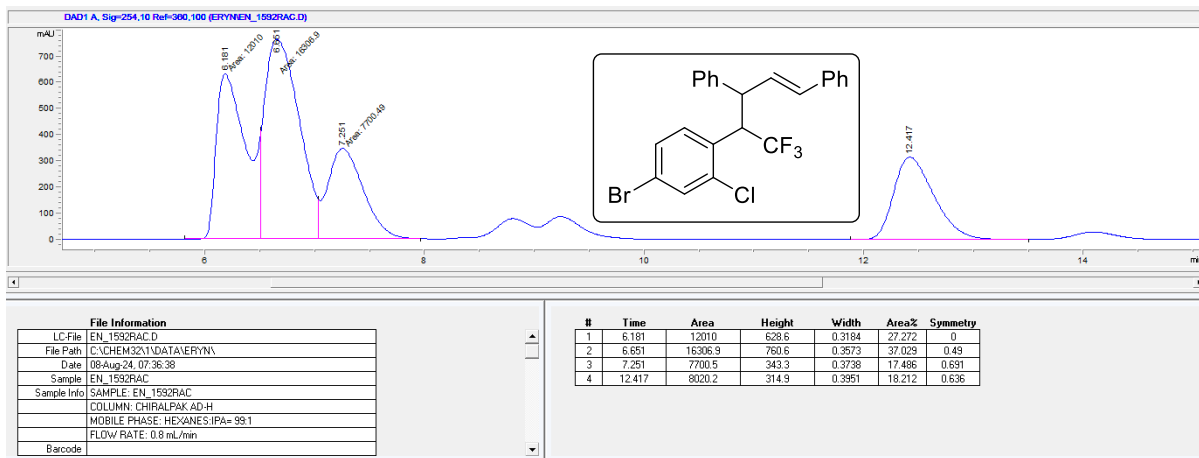 DAD1 A, Sig=254,10 Ref=360,100 (ERYN\EN_1592RAC.D)
mAU
700
600
500
400
300
200
100
0
6.181
Area: 12010
6.651
Area: 16306.9
7.251
Area: 7700.49
12.417
Ph
Ph
CF3
Br
Cl
6
8
10
12
14
min
File Information
LC-File EN_1592RAC.D
File Path C:\CHEM32\1\DATA\ERYN\
Date 08-Aug-24, 07:36:38
Sample EN_1592RAC
Sample Info SAMPLE: EN_1592RAC
COLUMN: CHIRALPAK AD-H
MOBILE PHASE: HEXANES:IPA= 99:1
FLOW RATE: 0.8 mL/min
Barcode
# Time Area Height Width Area% Symmetry
1 6.181 12010 628.6 0.3184 27.272 0
2 6.651 16306.9 760.6 0.3573 37.029 0.49
3 7.251 7700.5 343.3 0.3738 17.486 0.691
4 12.417 8020.2 314.9 0.3951 18.212 0.636